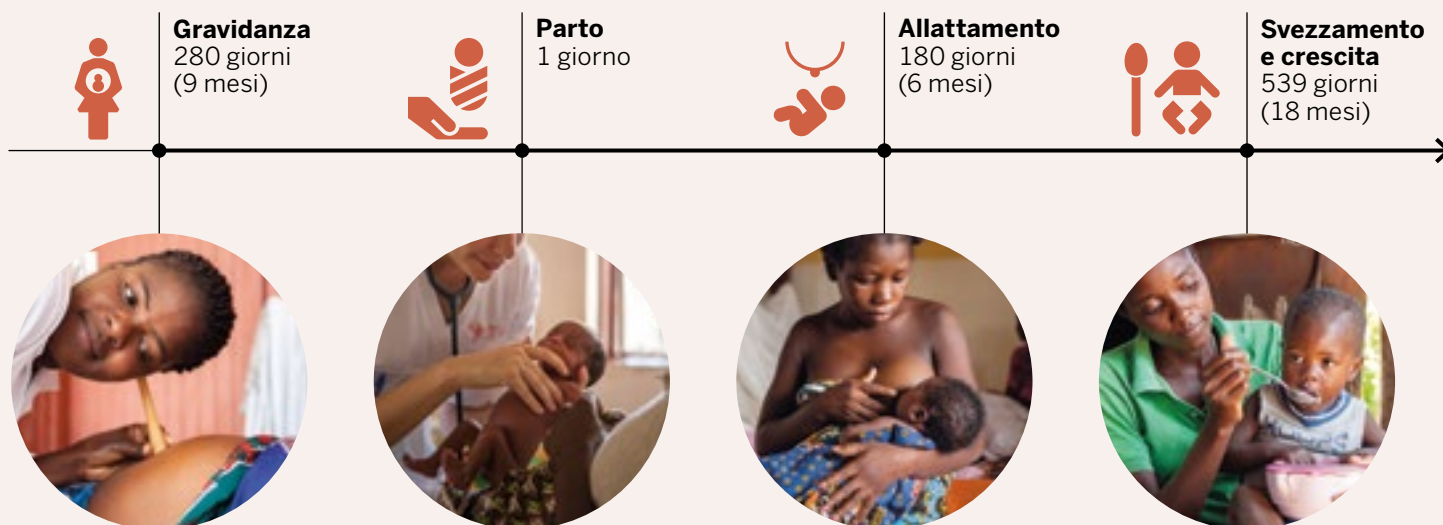 Gravidanza
280 giorni
(9 mesi)
Parto
1 giorno
Allattamento
180 giorni
(6 mesi)
Svezzamento
e crescita
539 giorni
(18 mesi)